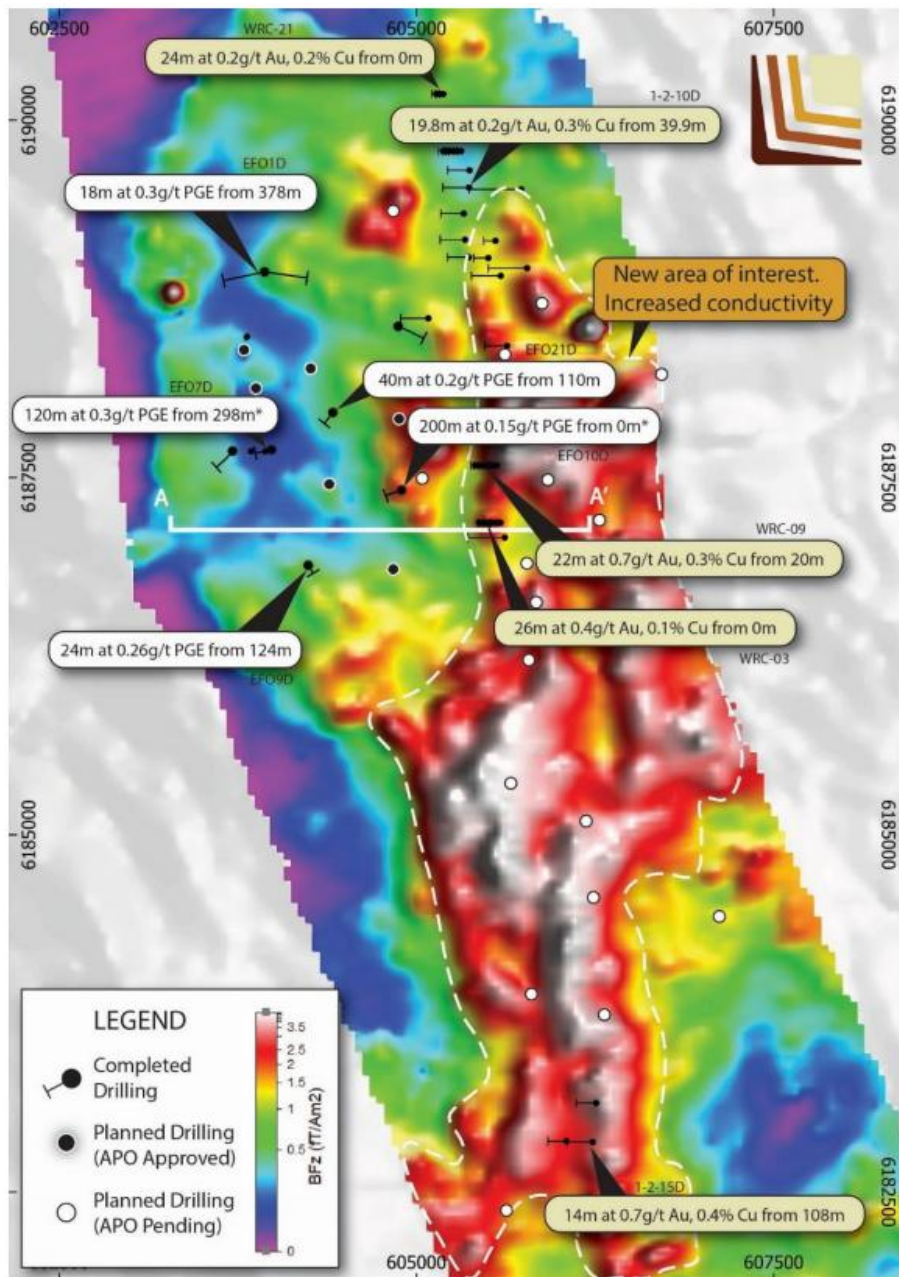 602500
605000
607500
WRC-21
24m at 0.2g/t Au, 0.2% Cu from 0m
1-2-10D
6190000
19.8m at 0.2g/t Au, 0.3% Cu from 39.9m
6190000
EFO1D
18m at 0.3g/t PGE from 378m
New area of interest.
Increased conductivity
EFO21D
40m at 0.2g/t PGE from 110m
EFO7D
120m at 0.3g/t PGE from 298m*
200m at 0.15g/t PGE from 0m*
EFO10D
6187500
A
A'
6187500
WRC-09
22m at 0.7g/t Au, 0.3% Cu from 20m
26m at 0.4g/t Au, 0.1% Cu from 0m
24m at 0.26g/t PGE from 124m
WRC-03
EFO9D
6185000
6185000
LEGEND
Completed
Drilling
Planned Drilling
(APO Approved)
Planned Drilling
(APO Pending)
3.5
2.5
1.5
1
0.5
0
BFz (fT/Am2)
6182500
1-2-15D
14m at 0.7g/t Au, 0.4% Cu from 108m
605000
607500